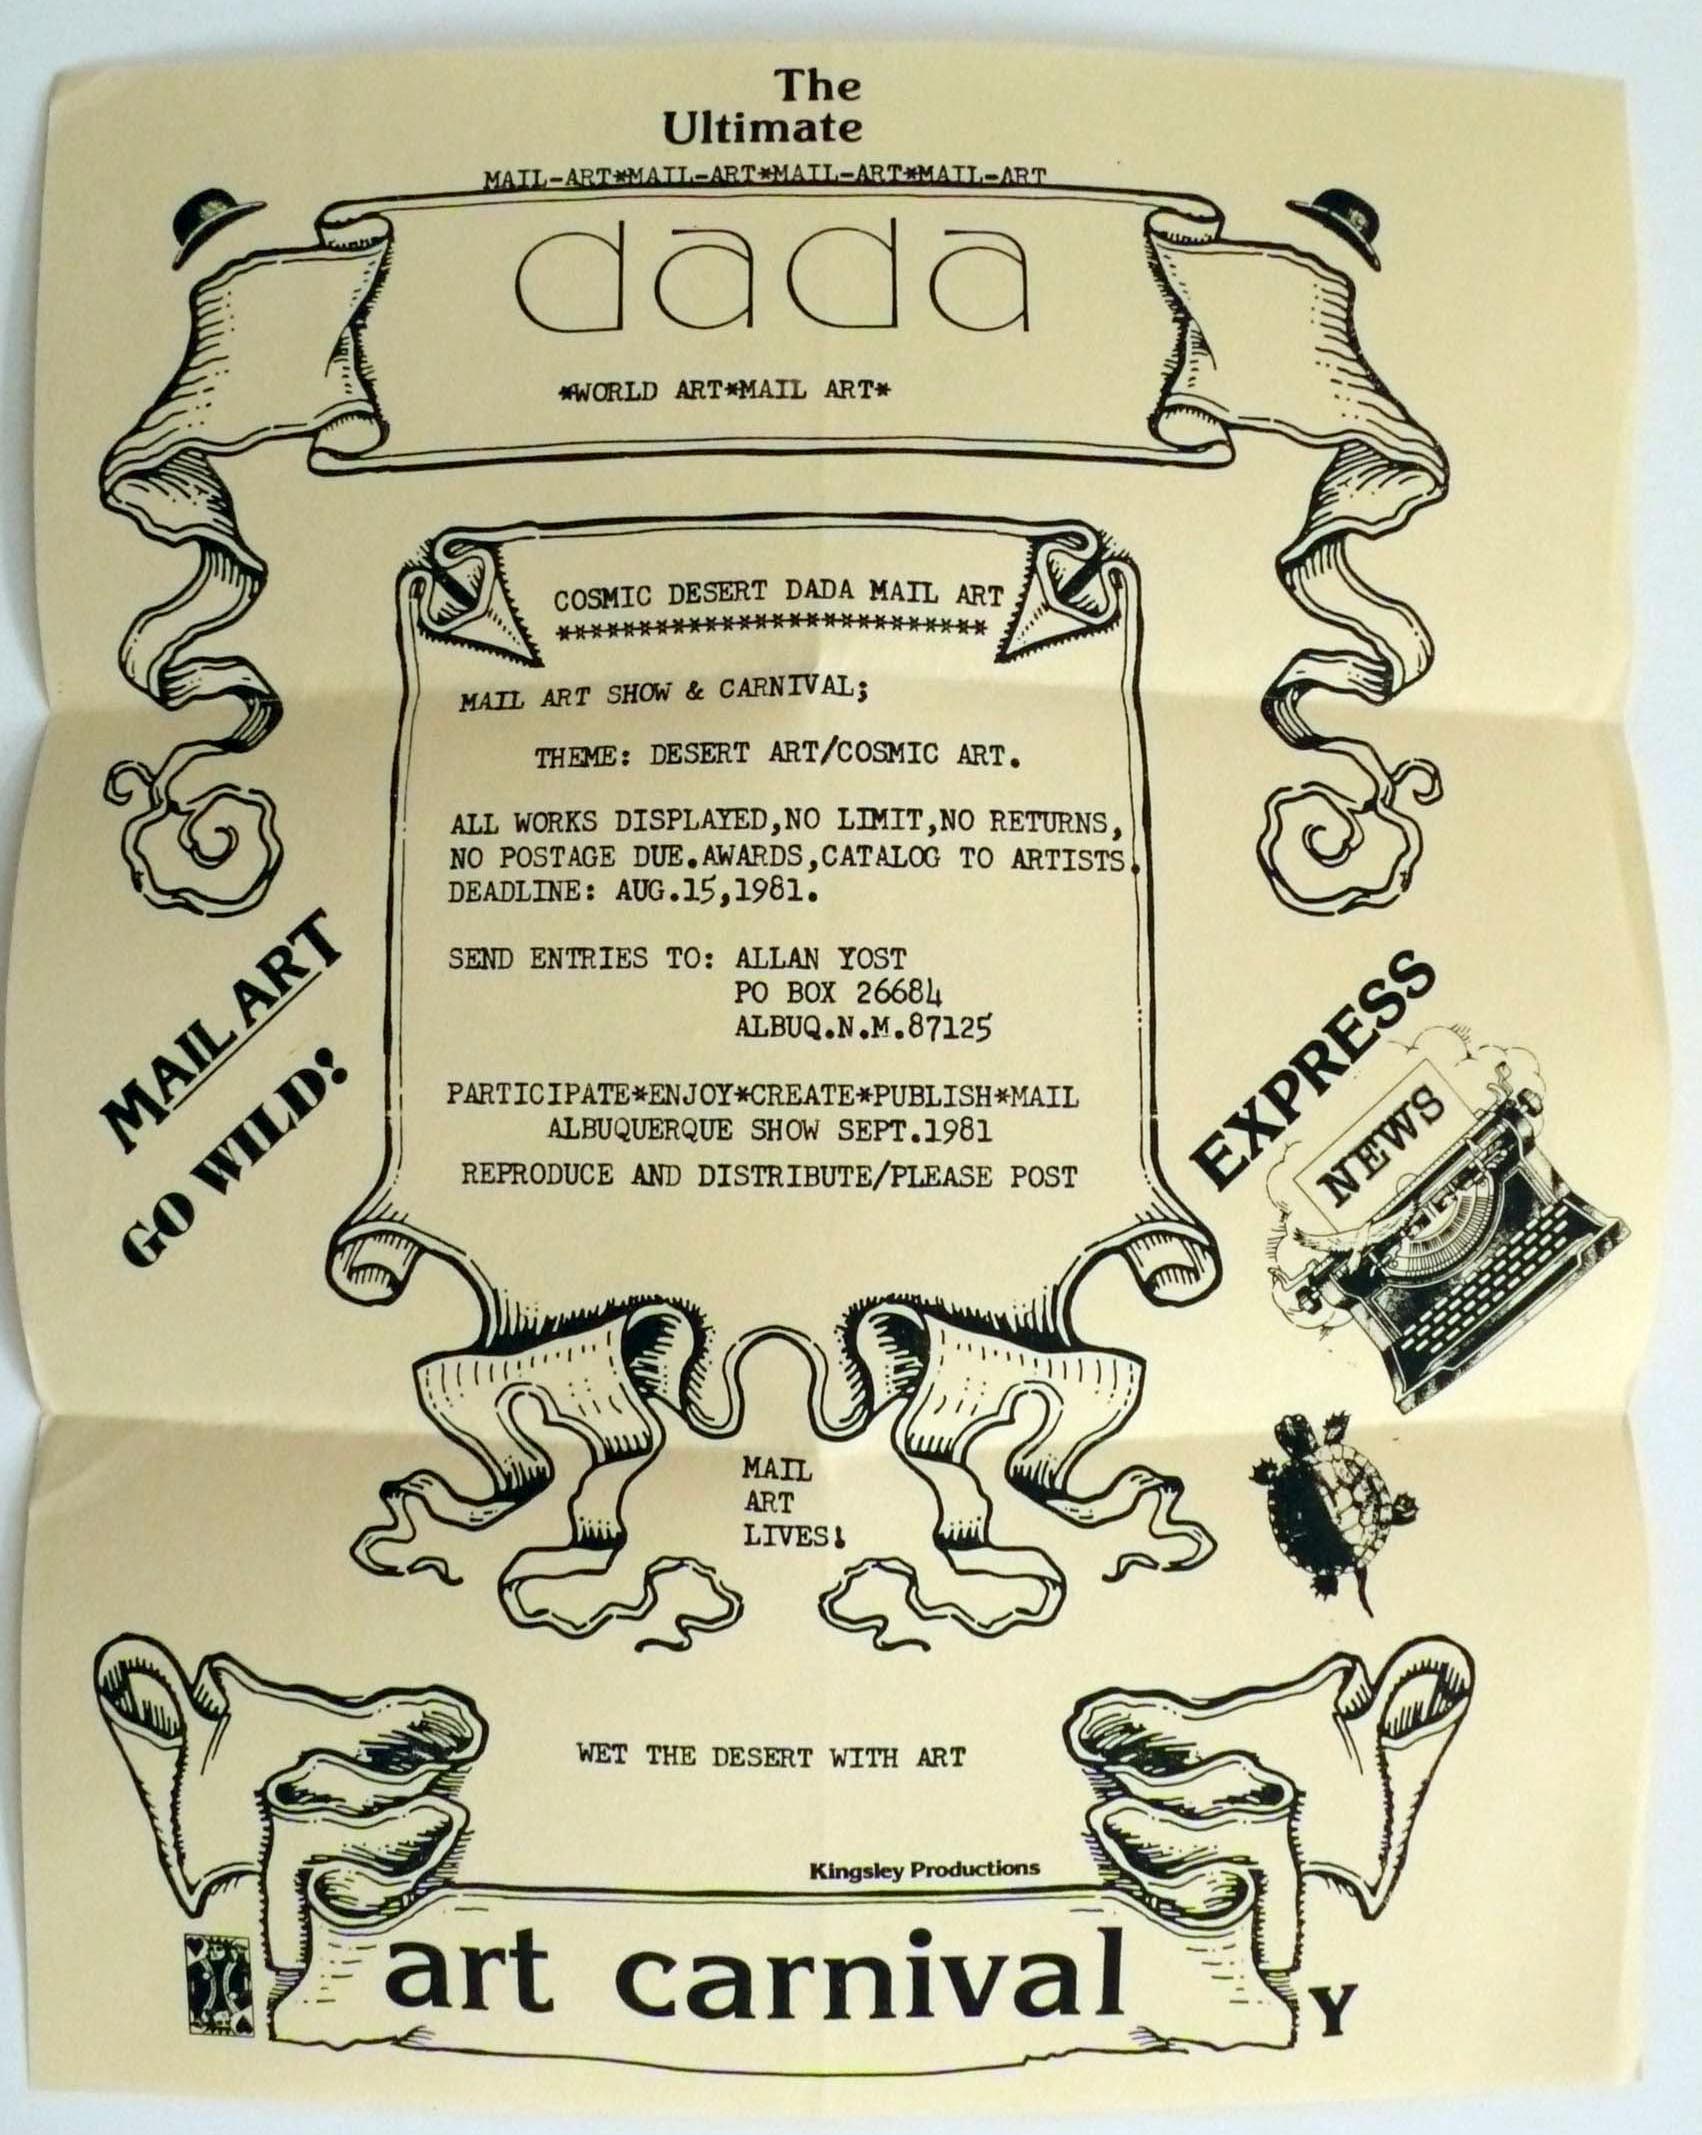 The
Ultimate
MAIL-ART*MAIL-ART*MAIL-ART*MAIL-ART
dada
*WORLD ART*MAIL ART*
COSMIC DESERT DADA MAIL ART
**************************
MAIL ART SHOW & CARNIVAL;
THEME: DESERT ART/COSMIC ART.
ALL WORKS DISPLAYED,NO LIMIT,NO RETURNS,
NO POSTAGE DUE.AWARDS,CATALOG TO ARTISTS.
DEADLINE: AUG.15,1981.
SEND ENTRIES TO: ALLAN YOST
PO BOX 26684
ALBUQ.N.M.87125
PARTICIPATE*ENJOY*CREATE*PUBLISH*MAIL
ALBUQUERQUE SHOW SEPT.1981
REPRODUCE AND DISTRIBUTE/PLEASE POST
MAIL ART
GO WILD!
EXPRESS
NEWS
MAIL
ART
LIVES!
WET THE DESERT WITH ART
Kingsley Productions
art carnival
Y